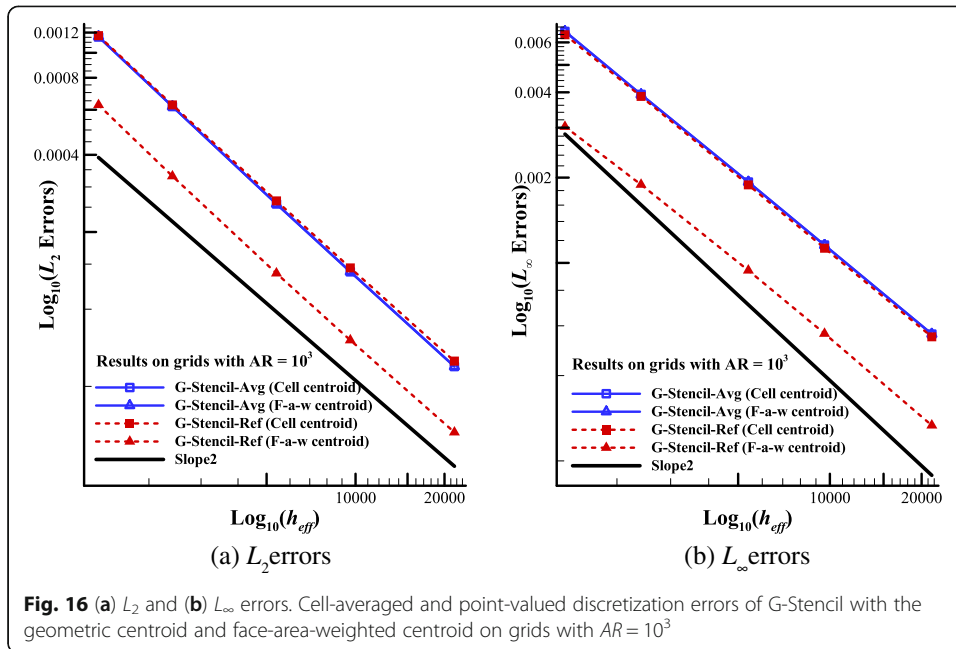 0.0012
0.0008
0.0004
Log10(L2 Errors)
Results on grids with AR = 10³
G-Stencil-Avg (Cell centroid)
G-Stencil-Avg (F-a-w centroid)
G-Stencil-Ref (Cell centroid)
G-Stencil-Ref (F-a-w centroid)
Slope2
10000 20000
Log10(heff)
(a) L2errors
0.006
0.004
0.002
Log10(L∞ Errors)
Results on grids with AR = 10³
G-Stencil-Avg (Cell centroid)
G-Stencil-Avg (F-a-w centroid)
G-Stencil-Ref (Cell centroid)
G-Stencil-Ref (F-a-w centroid)
Slope2
10000 20000
Log10(heff)
(b) L∞errors
Fig. 16 (a) L2 and (b) L∞ errors. Cell-averaged and point-valued discretization errors of G-Stencil with the
geometric centroid and face-area-weighted centroid on grids with AR = 10³